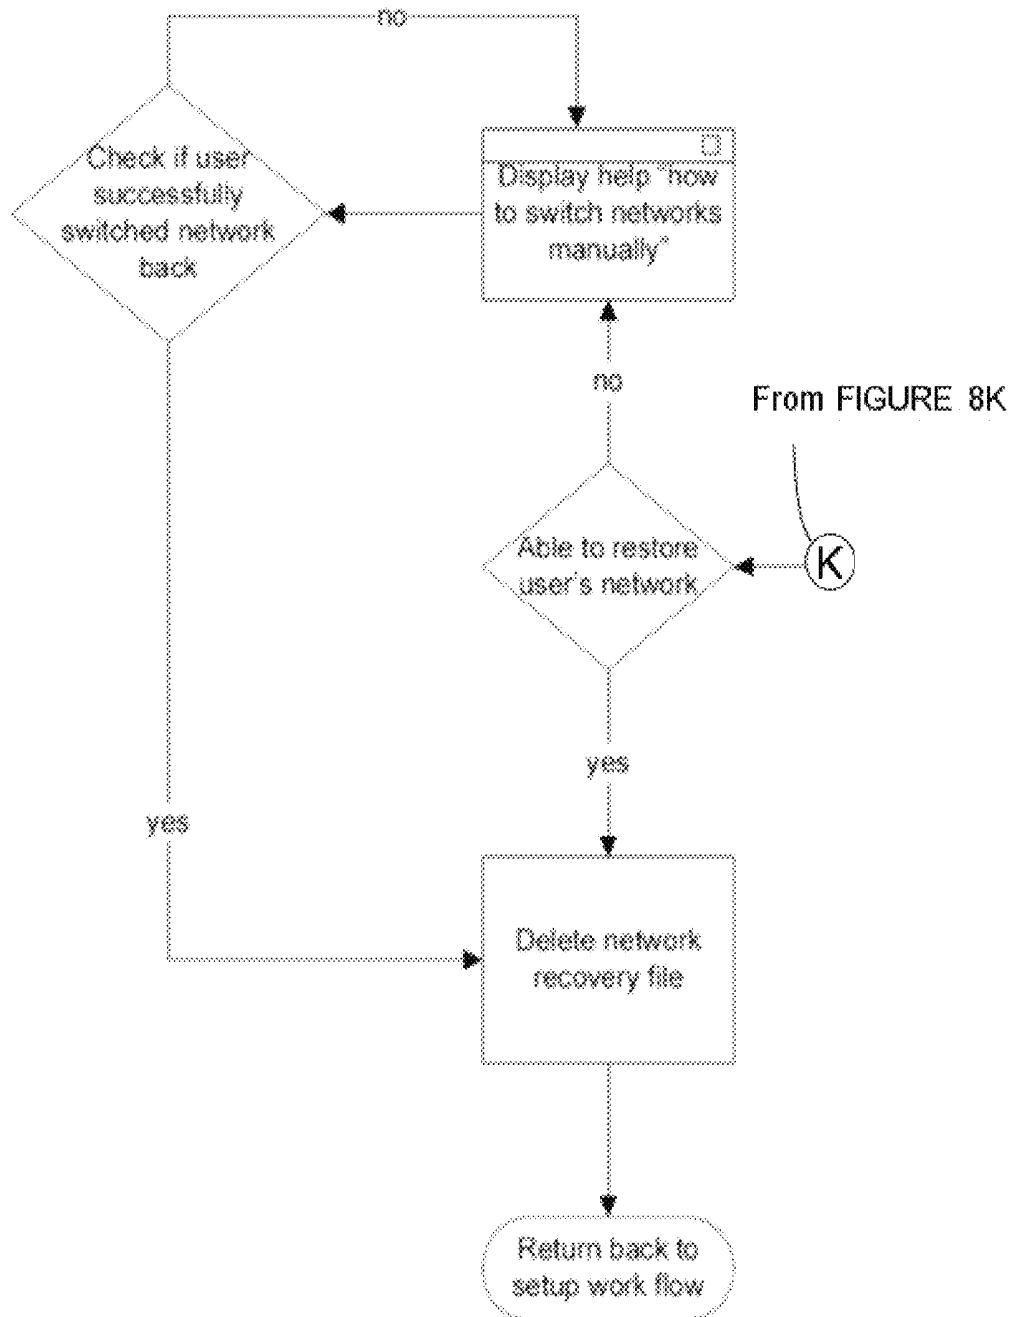 no
Check if user
successfully
switched network
back
Display help "how
to switch networks
manually"
no
From FIGURE 8K
Able to restore
user's network
K
yes
yes
Delete network
recovery file
Return back to
setup work flow